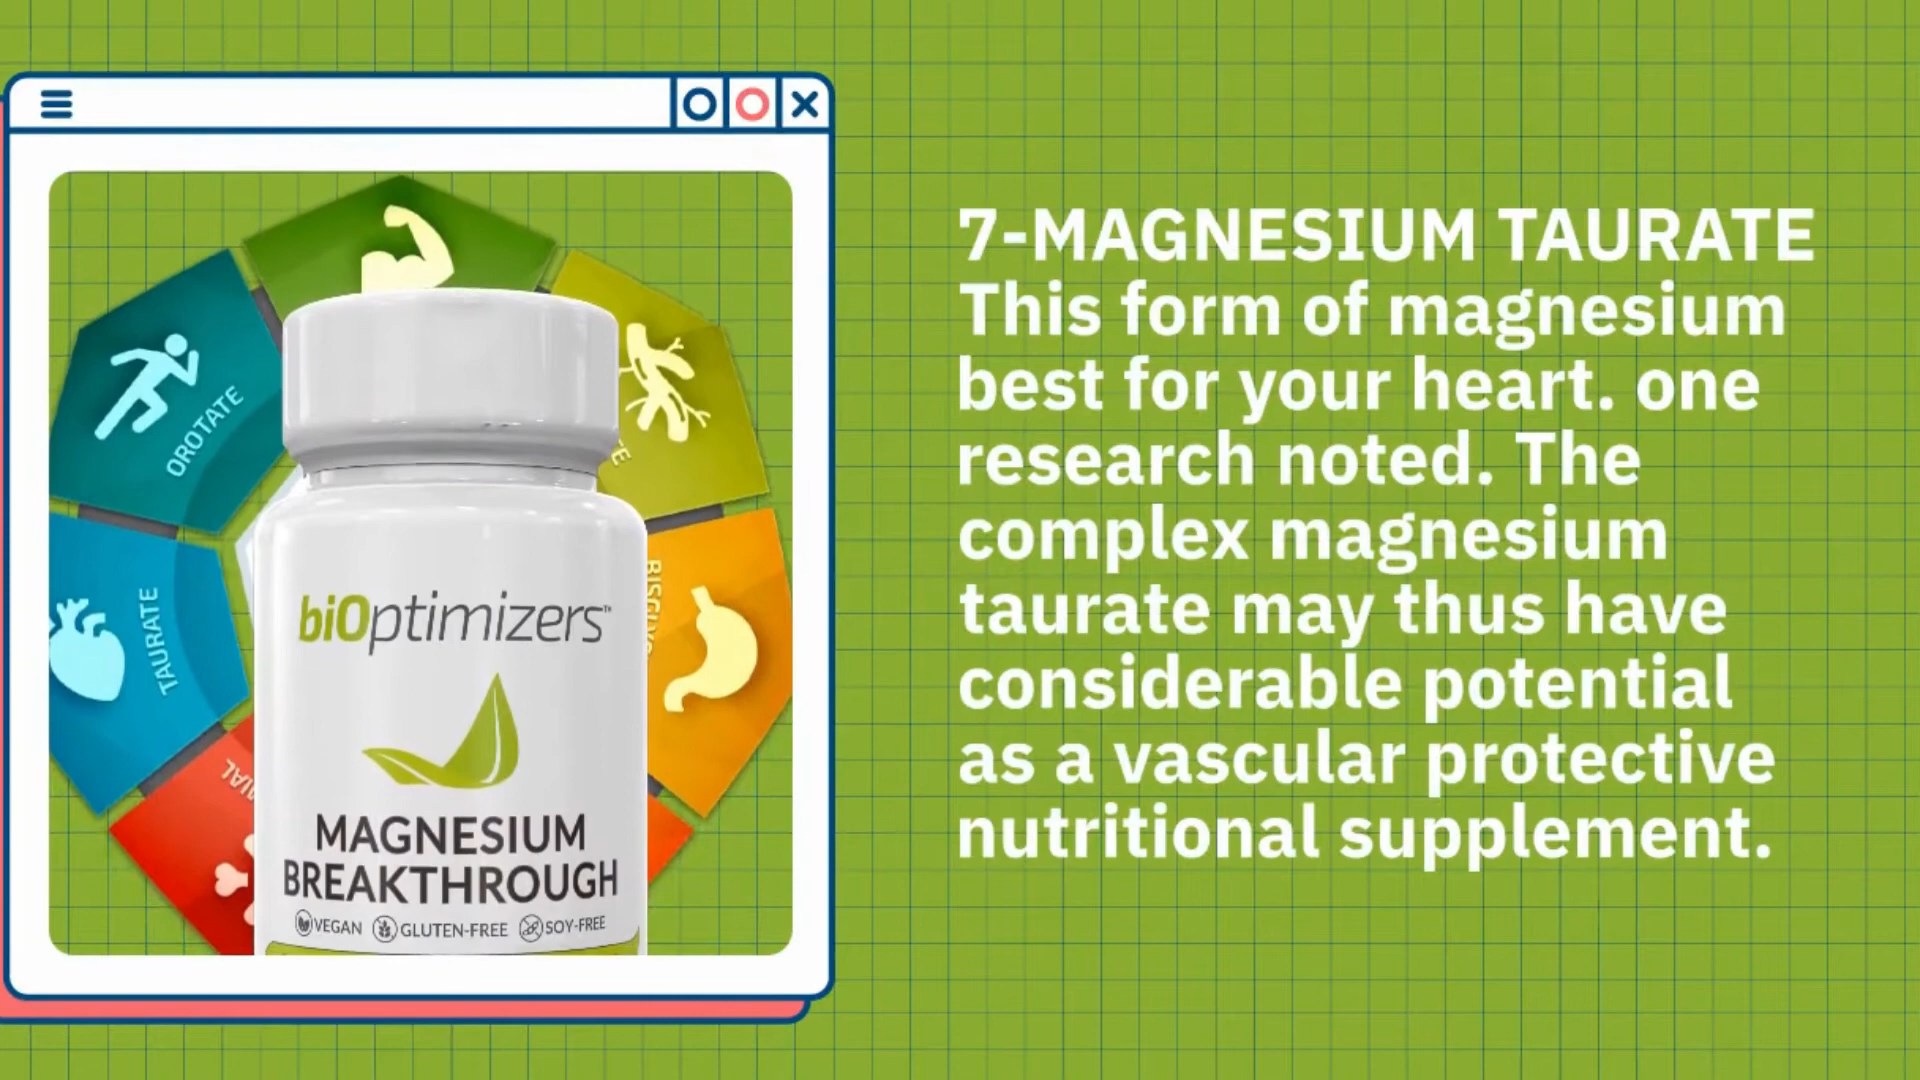 7-MAGNESIUM TAURATE
This form of magnesium
best for your heart. one
research noted. The
complex magnesium
taurate may thus have
considerable potential
as a vascular protective
nutritional supplement.
OROTATE
TAURATE
biOptimizers™
MAGNESIUM
BREAKTHROUGH
VEGAN GLUTEN-FREE SOY-FREE